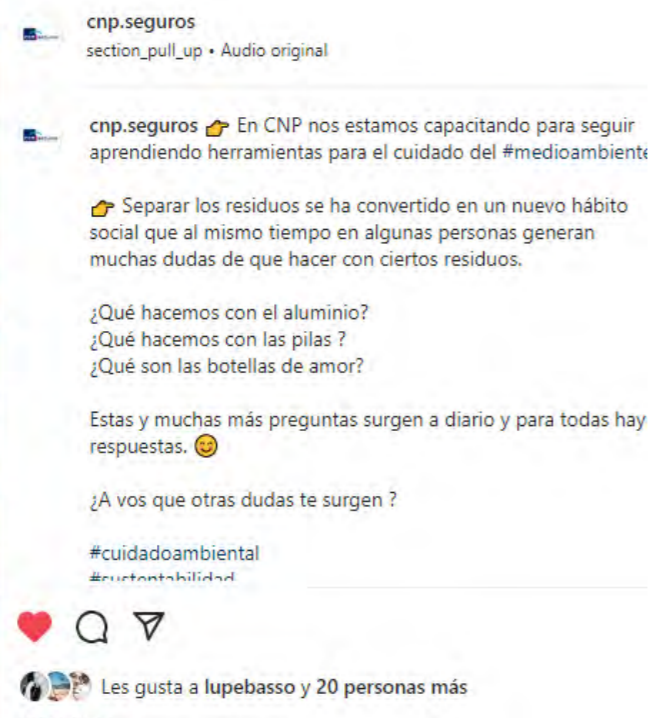 cnp.seguros
section_pull_up • Audio original
cnp.seguros 👉 En CNP nos estamos capacitando para seguir
aprendiendo herramientas para el cuidado del #medioambiente
👉 Separar los residuos se ha convertido en un nuevo hábito
social que al mismo tiempo en algunas personas generan
muchas dudas de que hacer con ciertos residuos.
¿Qué hacemos con el aluminio?
¿Qué hacemos con las pilas ?
¿Qué son las botellas de amor?
Estas y muchas más preguntas surgen a diario y para todas hay
respuestas. 😊
¿A vos que otras dudas te surgen ?
#cuidadoambiental
#sustentabilidad
Les gusta a lupebasso y 20 personas más